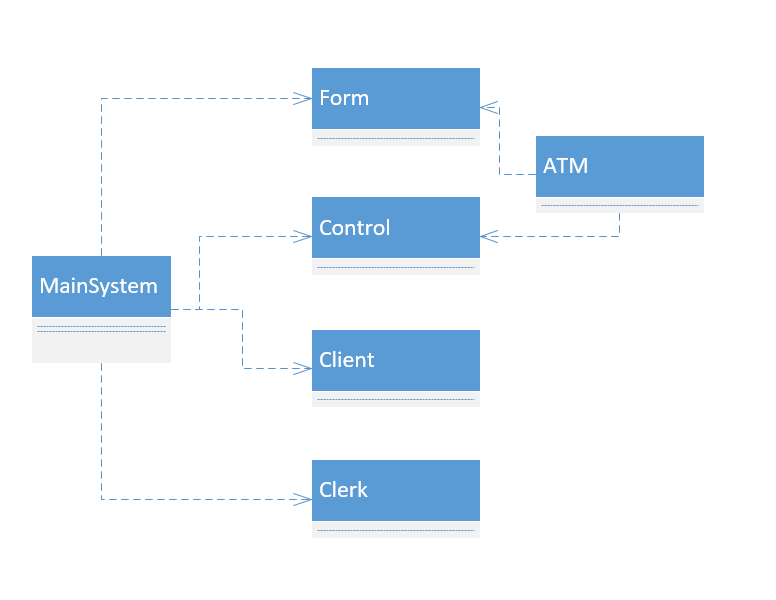 Form
ATM
Control
MainSystem
Client
Clerk